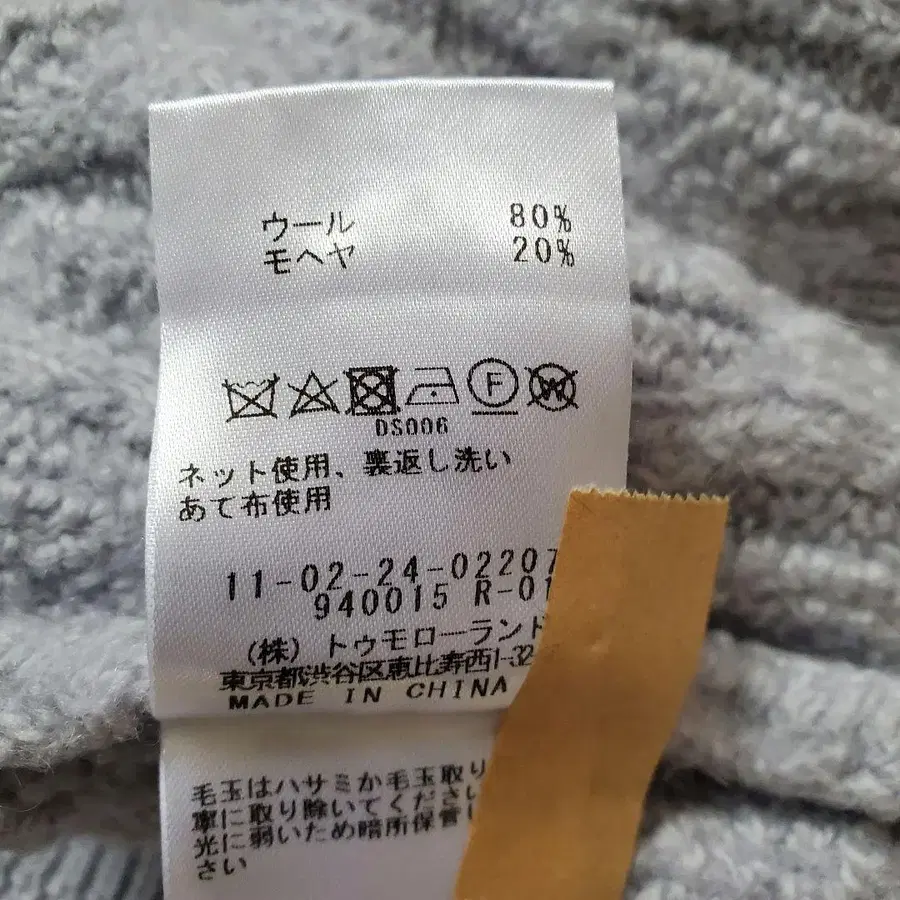 ウール 80%
モヘヤ 20%
F W
DS006
ネット使用、裏返し洗い
あて布使用
11-02-24-02207
940015 R-01
(株) トゥモローランド
東京都渋谷区恵比寿西1-32
MADE IN CHINA
毛玉はハサミか毛玉取り
寧に取り除いてください
光に弱いため暗所保管し
さい